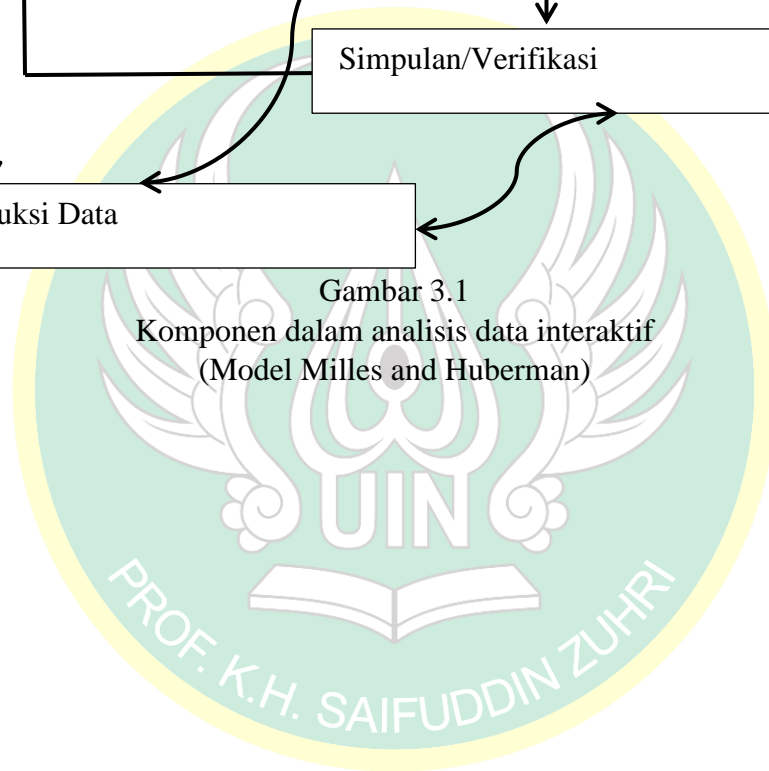 Simpulan/Verifikasi
uksi Data
Gambar 3.1
Komponen dalam analisis data interaktif
(Model Milles and Huberman)
UIN
PROF. K.H. SAIFUDDIN ZUHRI